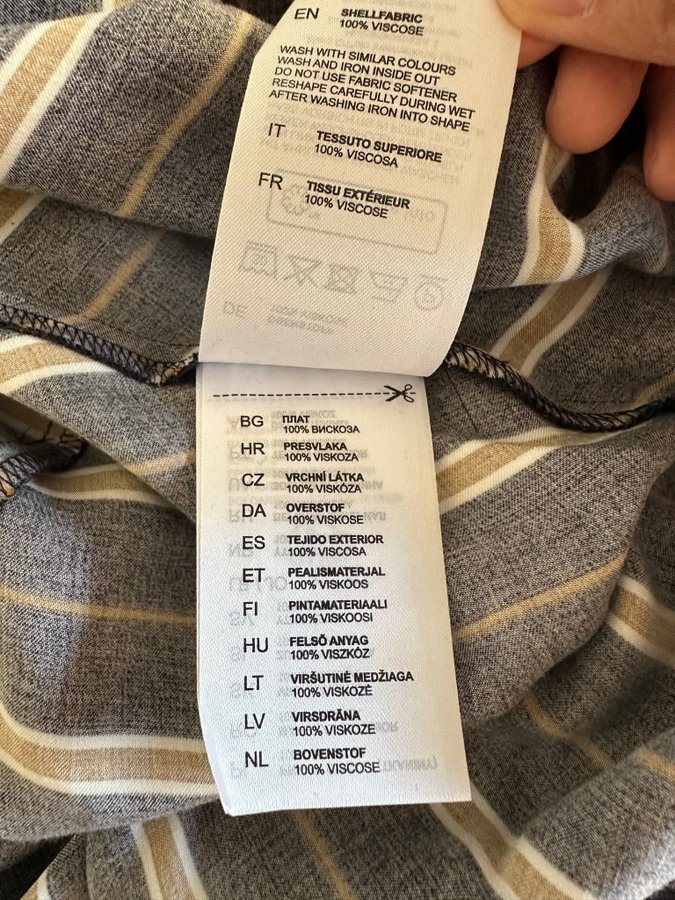 EN SHELLFABRIC
100% VISCOSE
WASH WITH SIMILAR COLOURS
WASH AND IRON INSIDE OUT
DO NOT USE FABRIC SOFTENER
RESHAPE CAREFULLY DURING WET
AFTER WASHING IRON INTO SHAPE
IT TESSUTO SUPERIORE
100% VISCOSA
FR TISSU EXTÉRIEUR
100% VISCOSE
DE
BG ПЛАТ
100% ВИСКОЗА
HR PRESVLAKA
100% VISKOZA
CZ VRCHNÍ LÁTKA
100% VISKÓZA
DA OVERSTOF
100% VISKOSE
ES TEJIDO EXTERIOR
100% VISCOSA
ET PEALISMATERJAL
100% VISKOOS
FI PINTAMATERIAALI
100% VISKOOSI
HU FELSŐ ANYAG
100% VISZKÓZ
LT VIRŠUTINĖ MEDŽIAGA
100% VISKOZĖ
LV VIRSDRĀNA
100% VISKOZE
NL BOVENSTOF
100% VISCOSE